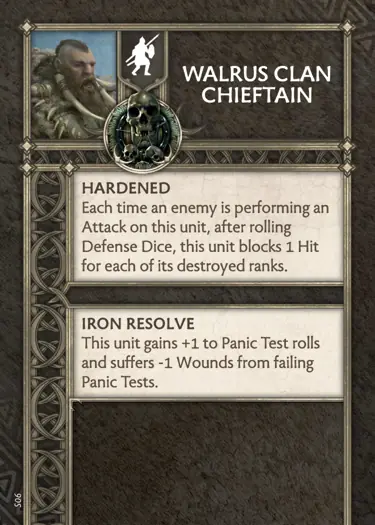 WALRUS CLAN
CHIEFTAIN
HARDENED
Each time an enemy is performing an
Attack on this unit, after rolling
Defense Dice, this unit blocks 1 Hit
for each of its destroyed ranks.
IRON RESOLVE
This unit gains +1 to Panic Test rolls
and suffers -1 Wounds from failing
Panic Tests.
S06